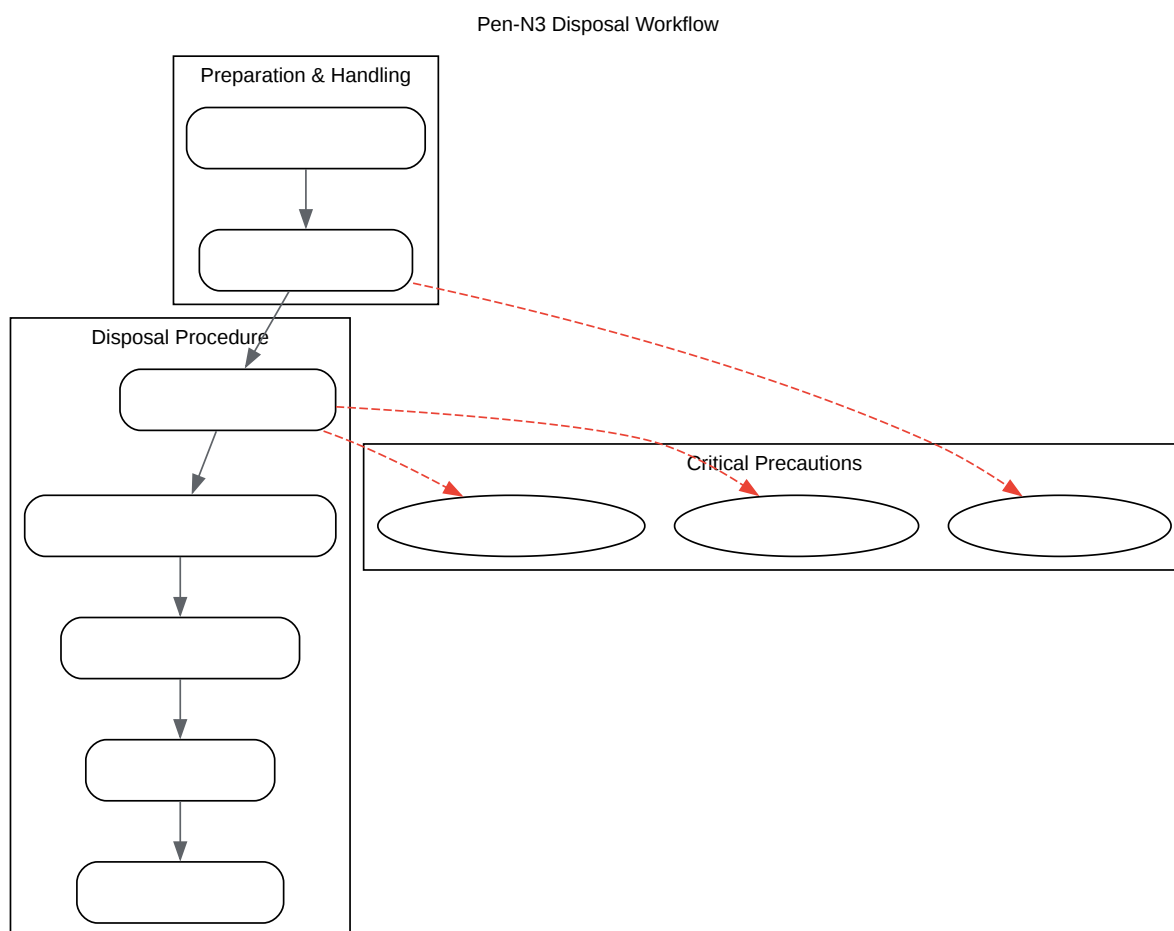 Pen-N3 Disposal Workflow
Preparation & Handling
Disposal Procedure
Critical Precautions